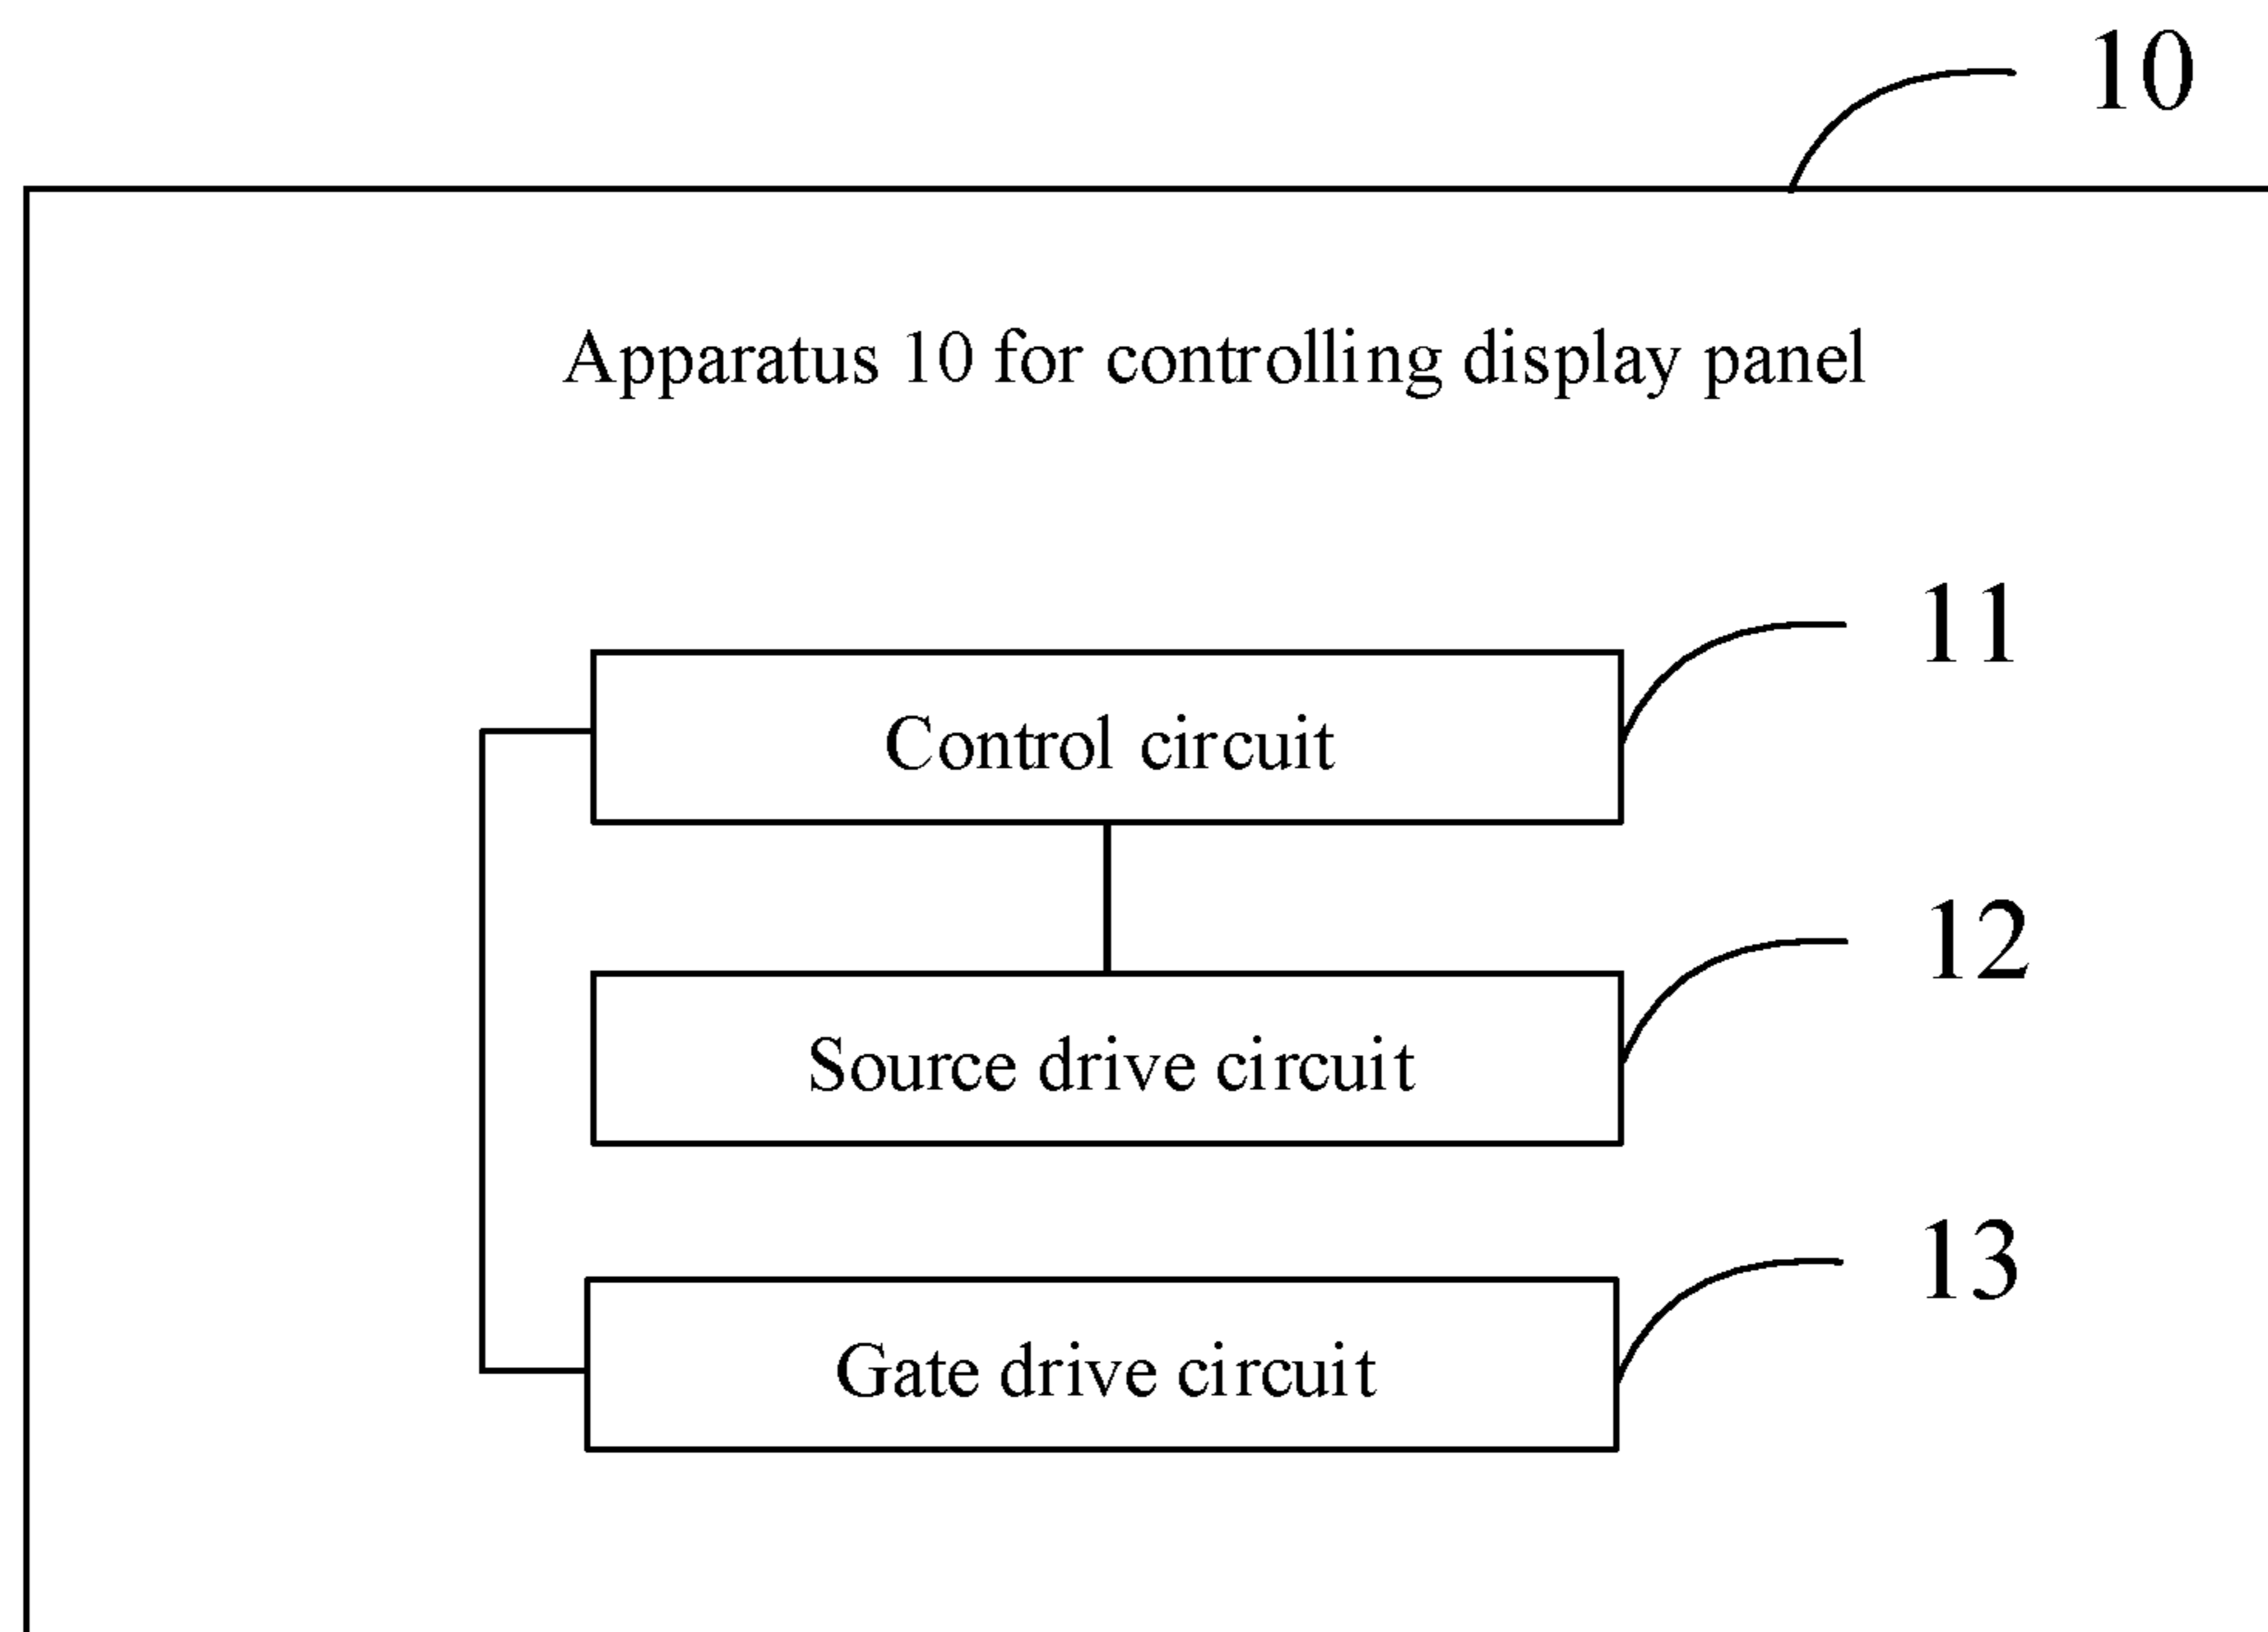 10
Apparatus 10 for controlling display panel
11
Control circuit
12
Source drive circuit
13
Gate drive circuit